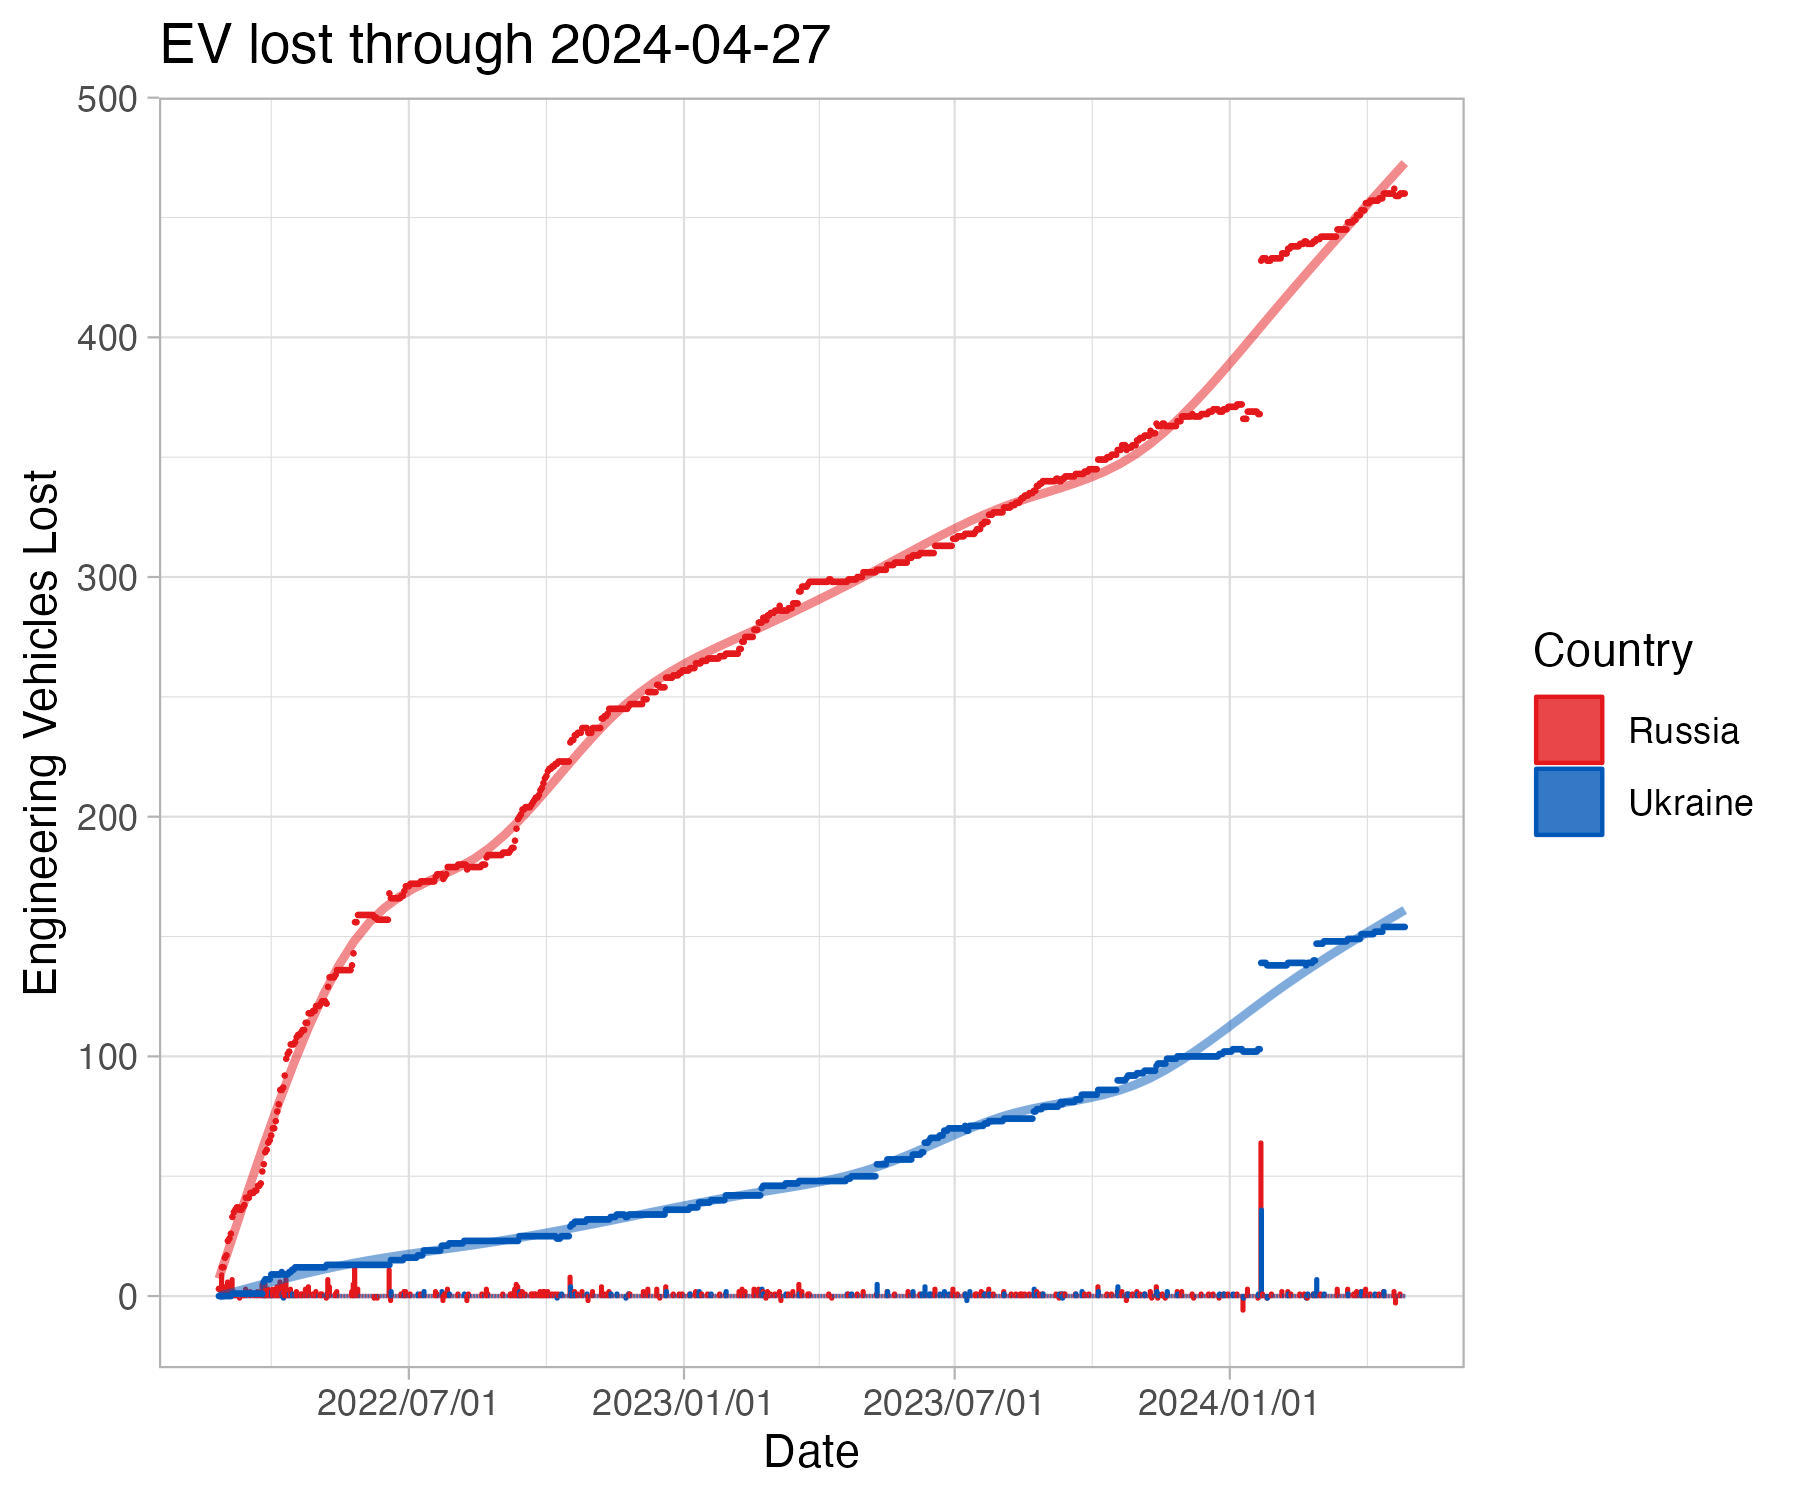 EV lost through 2024-04-27
Engineering Vehicles Lost
500
400
300
200
100
0
2022/07/01
2023/01/01
2023/07/01
2024/01/01
Date
Country
Russia
Ukraine